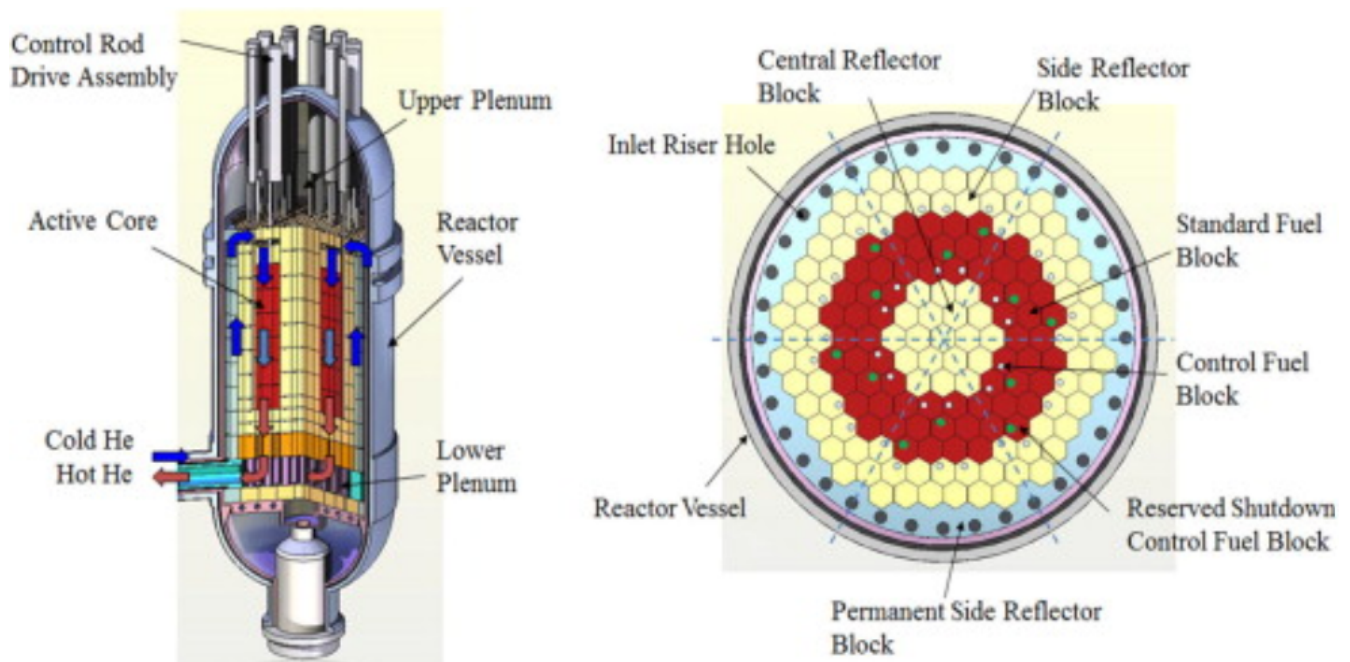 Control Rod
Drive Assembly
Upper Plenum
Active Core
Reactor
Vessel
Cold He
Hot He
Lower
Plenum
Central Reflector
Block
Side Reflector
Block
Inlet Riser Hole
Standard Fuel
Block
Control Fuel
Block
Reactor Vessel
Reserved Shutdown
Control Fuel Block
Permanent Side Reflector
Block